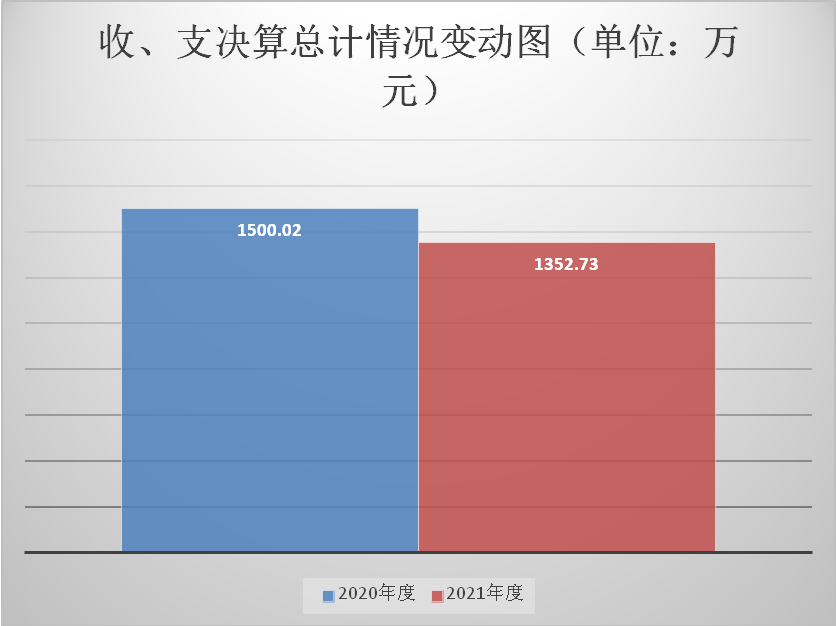 收、支决算总计情况变动图（单位：万
元）
1500.02
1352.73
2020年度 2021年度